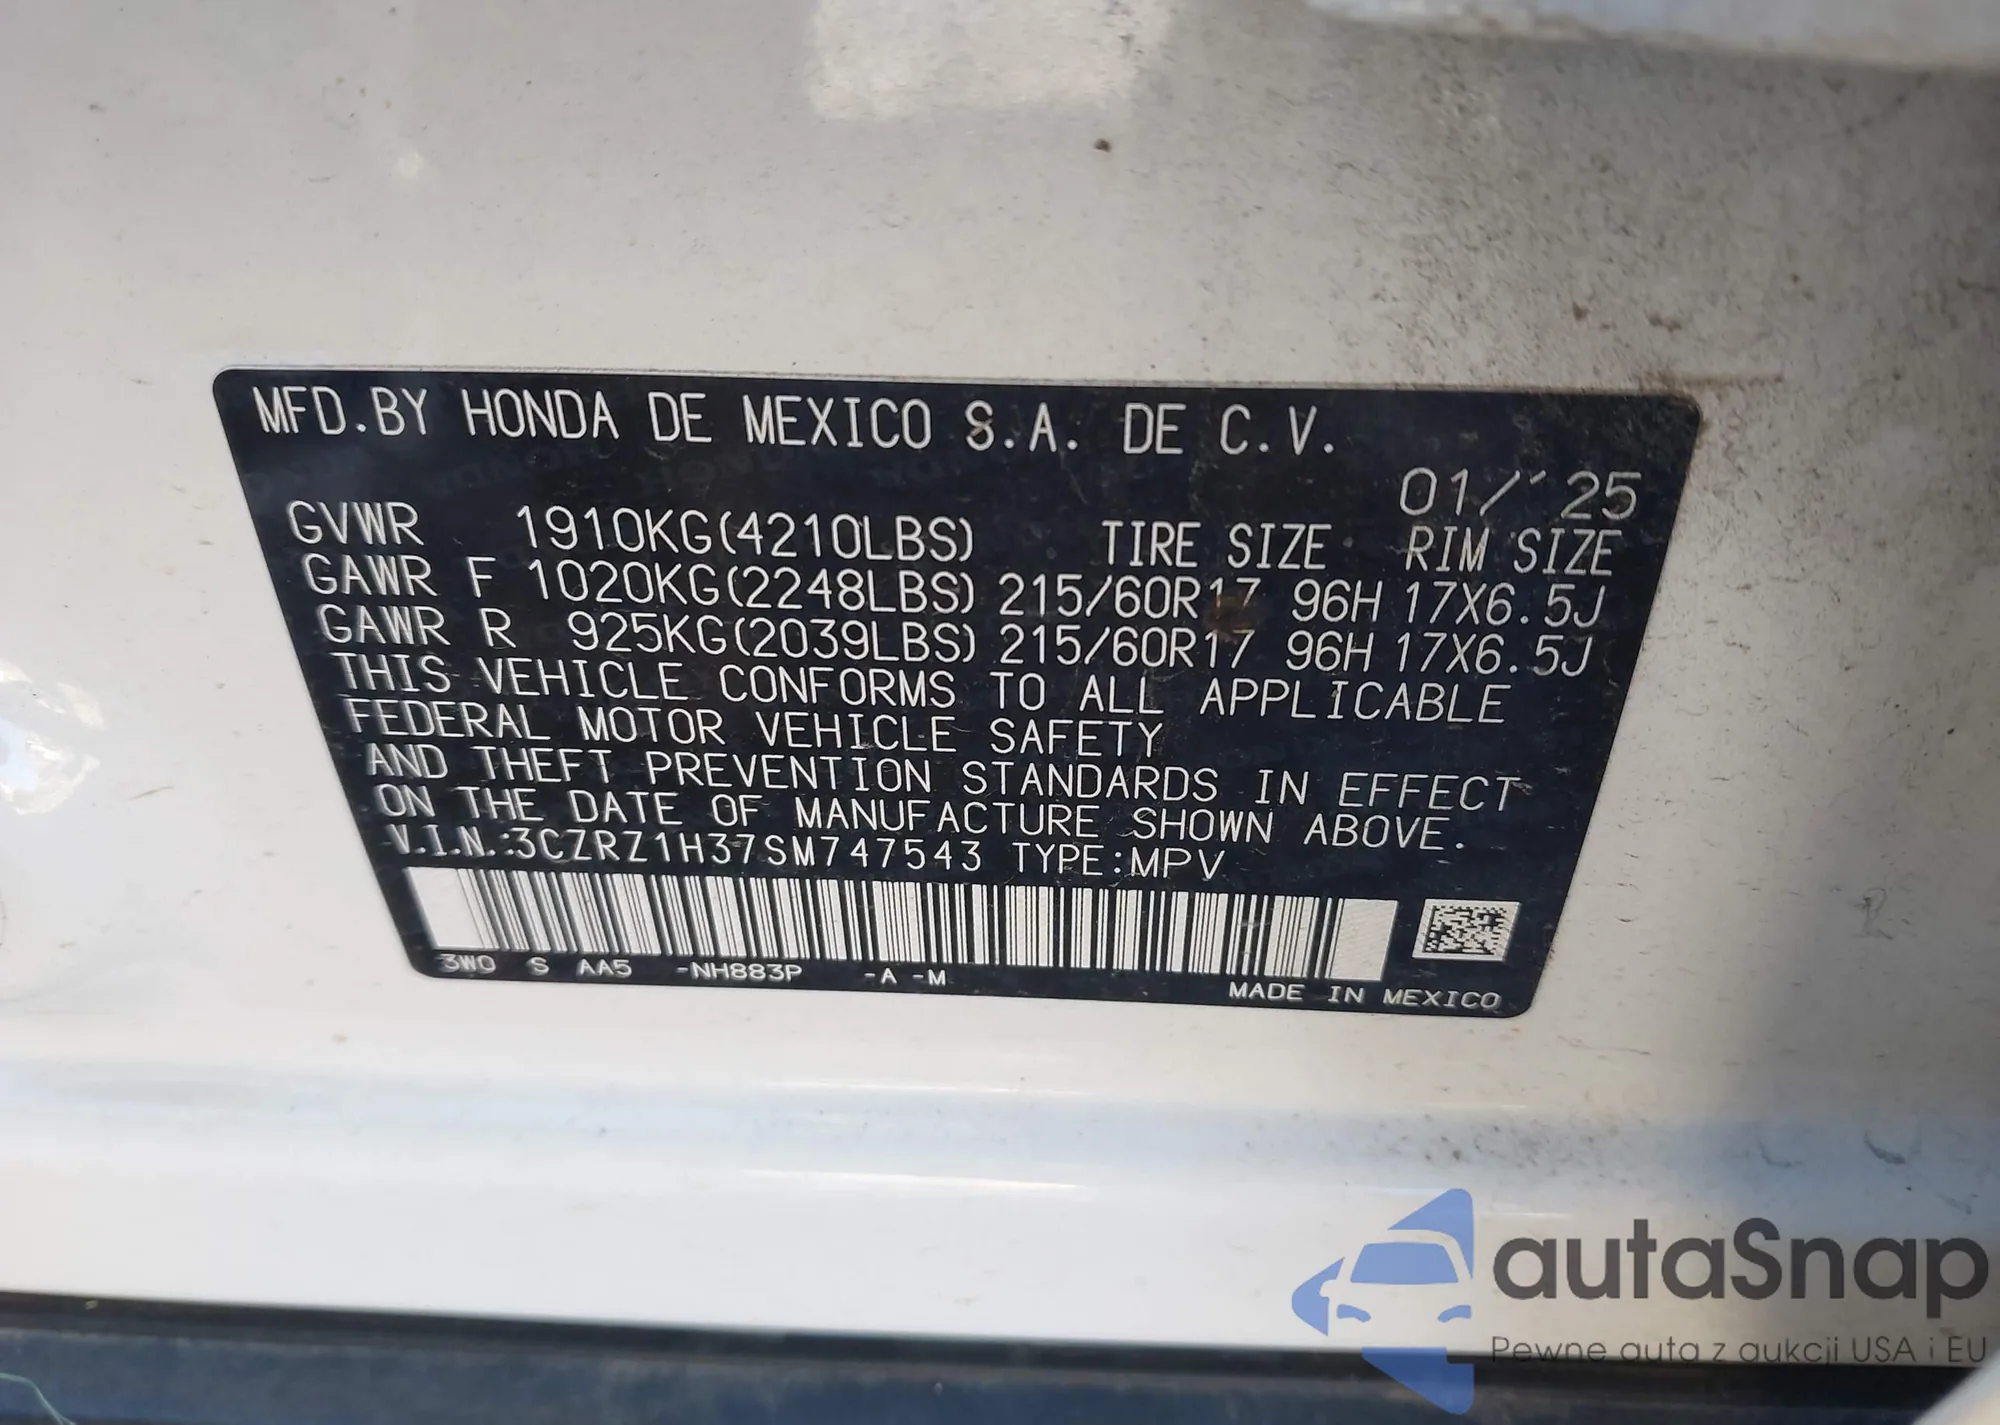 MFD.BY HONDA DE MEXICO S.A. DE C.V.
01/'25
GVWR 1910KG(4210LBS) TIRE SIZE RIM SIZE
GAWR F 1020KG(2248LBS) 215/60R17 96H 17X6.5J
GAWR R 925KG(2039LBS) 215/60R17 96H 17X6.5J
THIS VEHICLE CONFORMS TO ALL APPLICABLE
FEDERAL MOTOR VEHICLE SAFETY
AND THEFT PREVENTION STANDARDS IN EFFECT
ON THE DATE OF MANUFACTURE SHOWN ABOVE.
V.I.N.:3CZRZ1H37SM747543 TYPE:MPV
3W0 S AA5 -NH883P -A -M
MADE IN MEXICO
autaSnap
Pewne auta z aukcji USA i EU